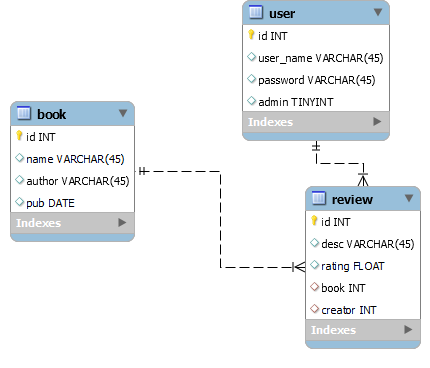 user
id INT
user_name VARCHAR(45)
password VARCHAR(45)
admin TINYINT
Indexes
book
id INT
name VARCHAR(45)
author VARCHAR(45)
pub DATE
Indexes
review
id INT
desc VARCHAR(45)
rating FLOAT
book INT
creator INT
Indexes